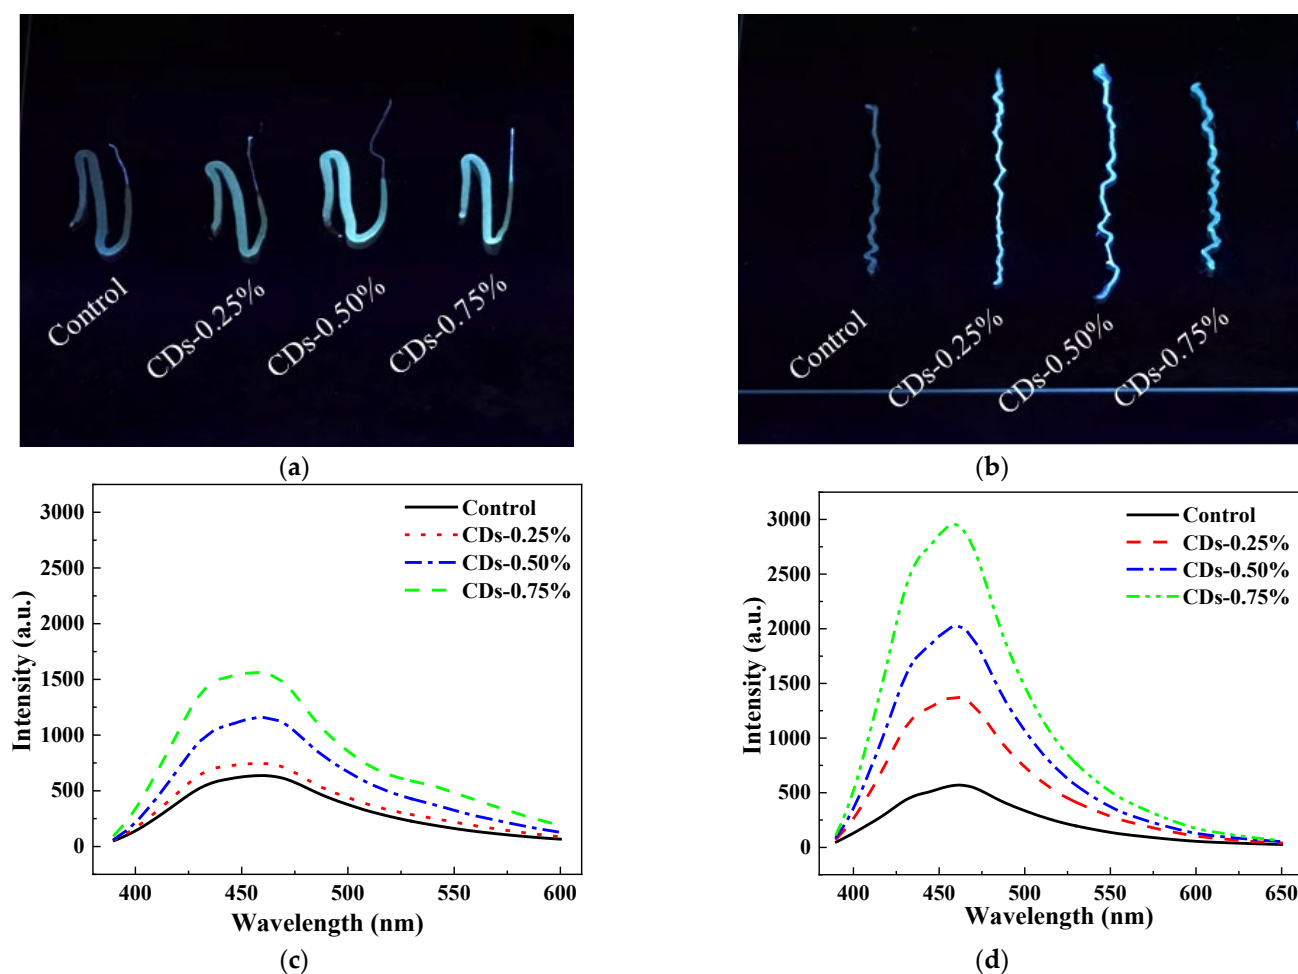 Control
CDs-0.25%
CDs-0.50%
CDs-0.75%
(a)
Control
CDs-0.25%
CDs-0.50%
CDs-0.75%
(b)
Intensity (a.u.)
3000
2500
2000
1500
1000
500
0
Control
CDs-0.25%
CDs-0.50%
CDs-0.75%
400 450 500 550 600
Wavelength (nm)
(c)
Intensity (a.u.)
3000
2500
2000
1500
1000
500
0
Control
CDs-0.25%
CDs-0.50%
CDs-0.75%
400 450 500 550 600 650
Wavelength (nm)
(d)